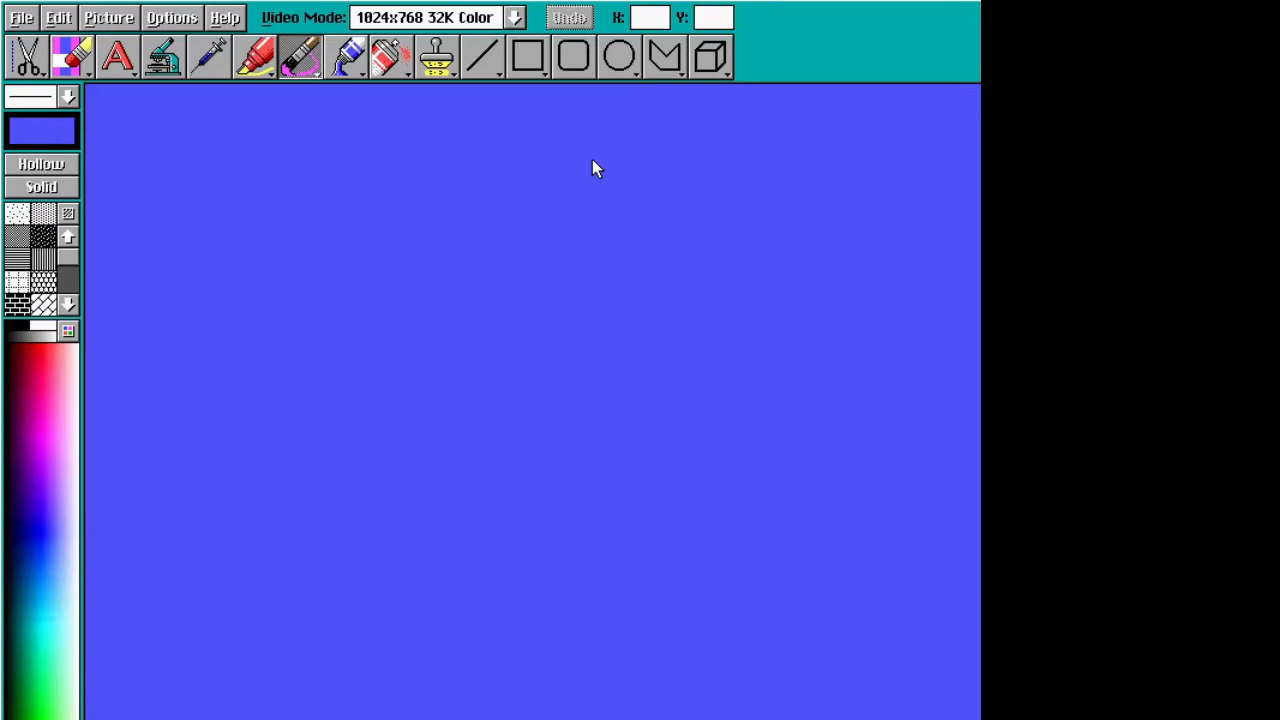 File Edit Picture Options Help Video Mode: 1024x768 32K Color Undo X: Y:
A
Hollow
Solid